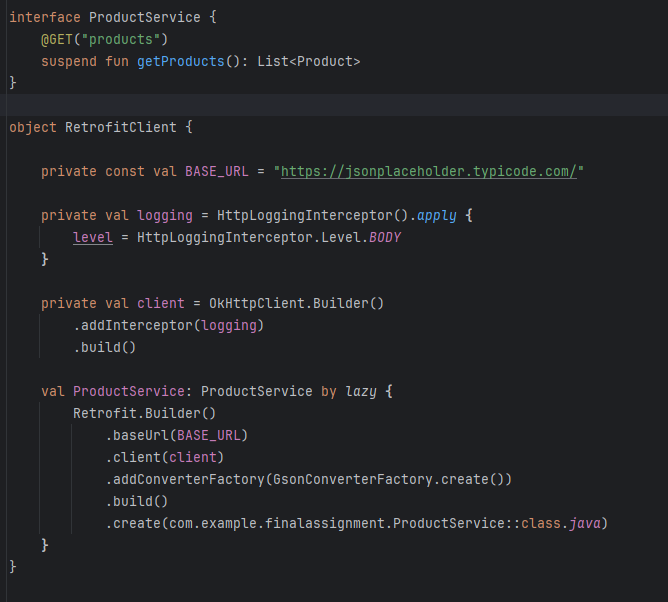 interface ProductService {
@GET("products")
suspend fun getProducts(): List<Product>
}
object RetrofitClient {
private const val BASE_URL = "https://jsonplaceholder.typicode.com/"
private val logging = HttpLoggingInterceptor().apply {
level = HttpLoggingInterceptor.Level.BODY
}
private val client = OkHttpClient.Builder()
.addInterceptor(logging)
.build()
val ProductService: ProductService by lazy {
Retrofit.Builder()
.baseUrl(BASE_URL)
.client(client)
.addConverterFactory(GsonConverterFactory.create())
.build()
.create(com.example.finalassignment.ProductService::class.java)
}
}